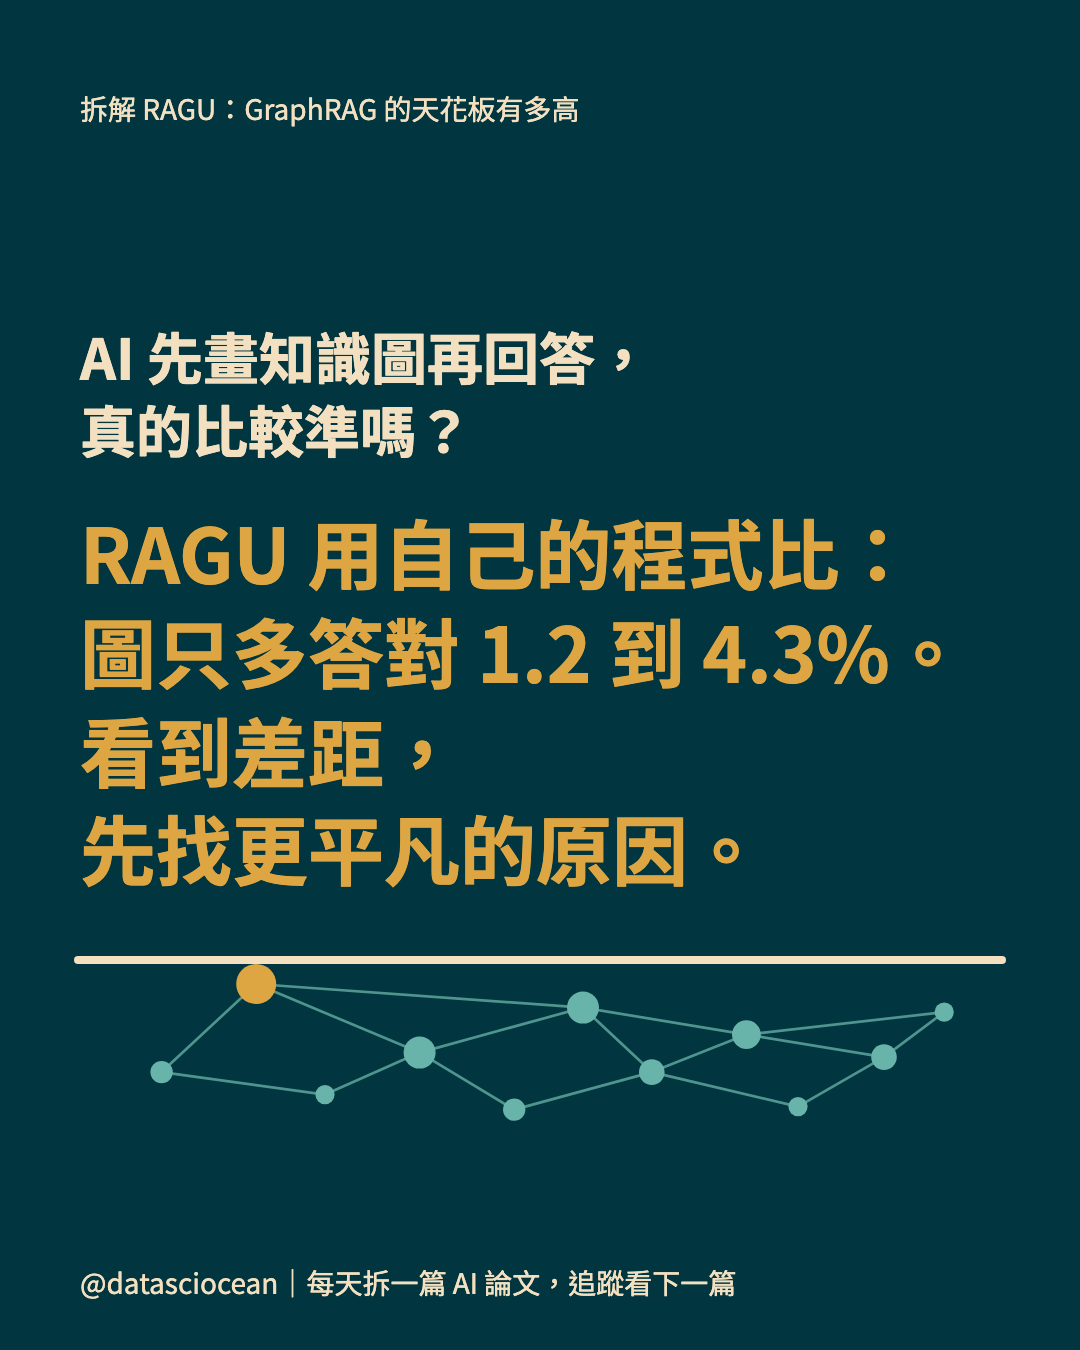 拆解 RAGU：GraphRAG 的天花板有多高
AI 先畫知識圖再回答，
真的比較準嗎？
RAGU 用自己的程式比：
圖只多答對 1.2 到 4.3%。
看到差距，
先找更平凡的原因。
@datasciocean｜每天拆一篇 AI 論文，追蹤看下一篇